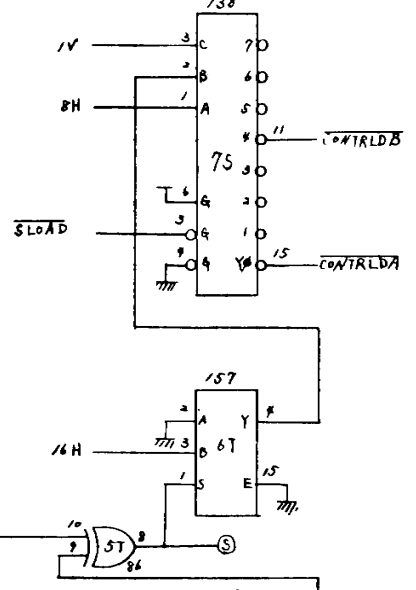 138
1V 3 C 7
2 B 6
8H 1 A 5
4 11 CONTRLDB
7S
3
6 G 2
SLOAD 5 G 1
4 G Y0 15 CONTRLDA
157
2 A Y 4
16H 3 B 6T
1 S E 15
10
9 5T 8 S
86